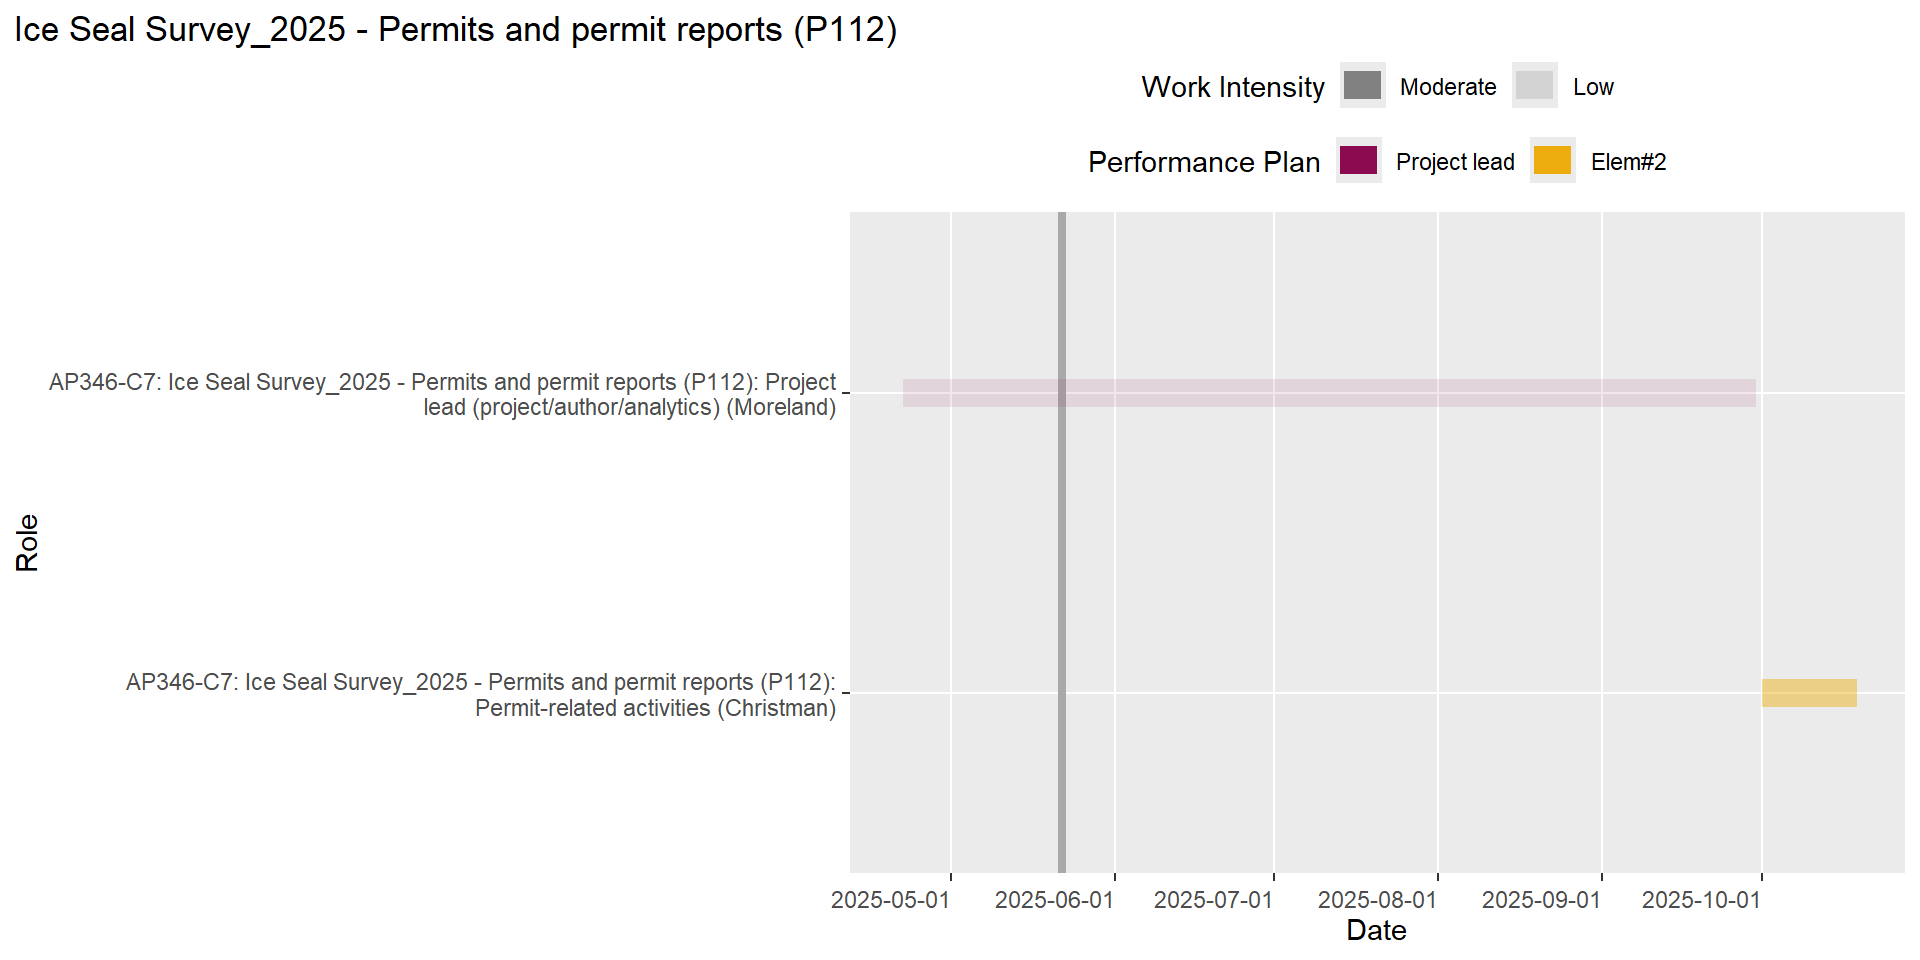 Ice Seal Survey_2025 - Permits and permit reports (P112)
Work Intensity Moderate Low
Performance Plan Project lead Elem#2
AP346-C7: Ice Seal Survey_2025 - Permits and permit reports (P112): Project
lead (project/author/analytics) (Moreland)
Role
AP346-C7: Ice Seal Survey_2025 - Permits and permit reports (P112):
Permit-related activities (Christman)
2025-05-01 2025-06-01 2025-07-01 2025-08-01 2025-09-01 2025-10-01
Date